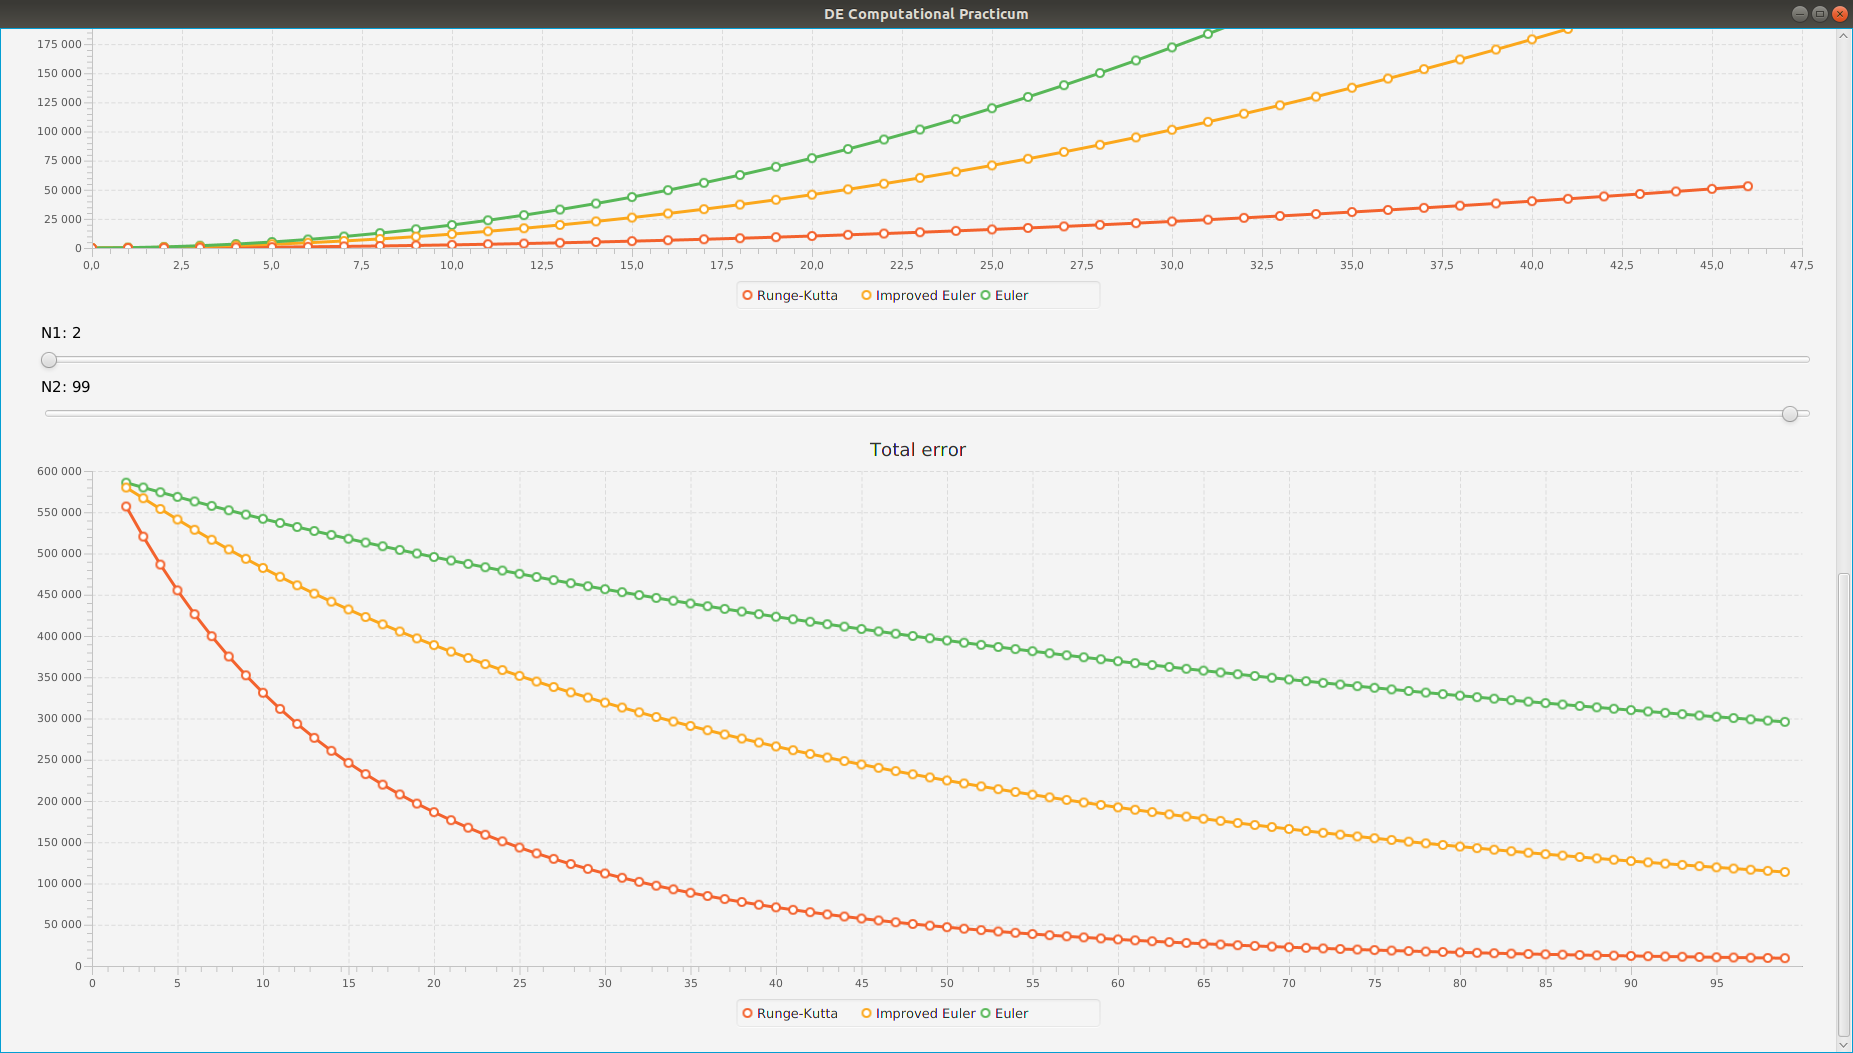 DE Computational Practicum
175 000
150 000
125 000
100 000
75 000
50 000
25 000
0
0,0 2,5 5,0 7,5 10,0 12,5 15,0 17,5 20,0 22,5 25,0 27,5 30,0 32,5 35,0 37,5 40,0 42,5 45,0 47,5
Runge-Kutta Improved Euler Euler
N1: 2
N2: 99
Total error
600 000
550 000
500 000
450 000
400 000
350 000
300 000
250 000
200 000
150 000
100 000
50 000
0
0 5 10 15 20 25 30 35 40 45 50 55 60 65 70 75 80 85 90 95
Runge-Kutta Improved Euler Euler